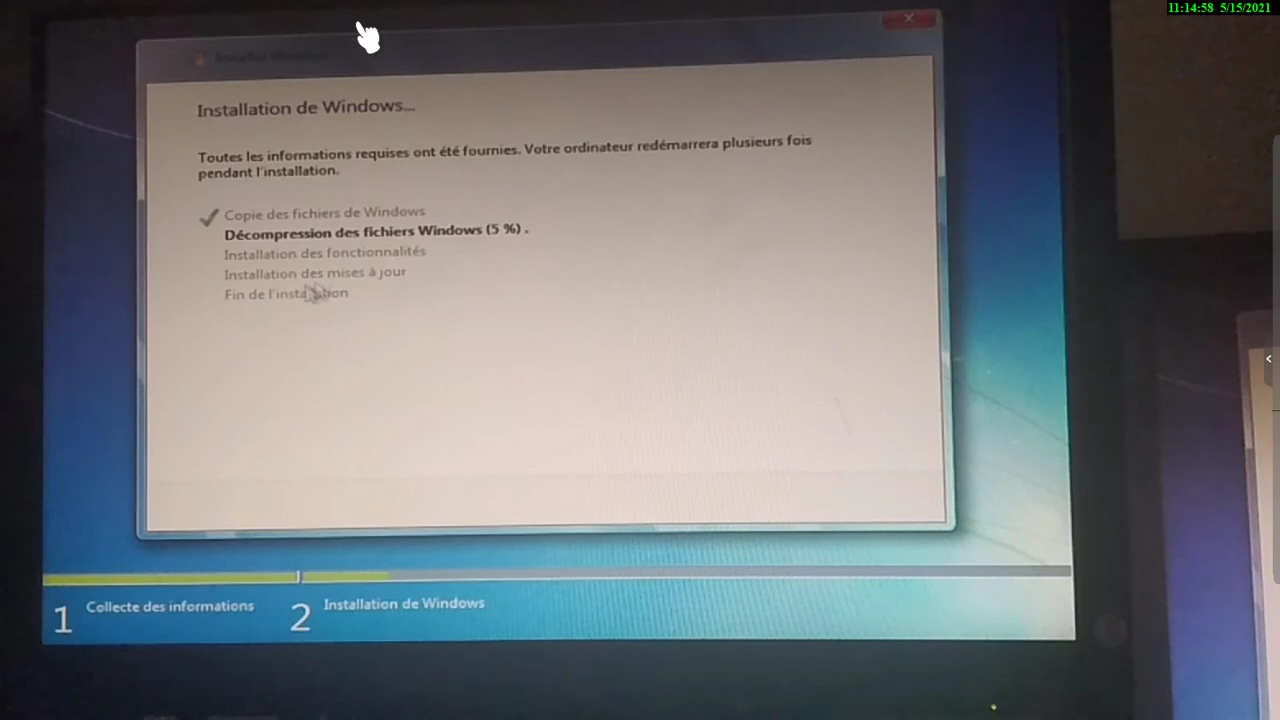 11:14:58 5/15/2021
Installation de Windows...
Toutes les informations requises ont été fournies. Votre ordinateur redémarrera plusieurs fois
pendant l'installation.
Copie des fichiers de Windows
Décompression des fichiers Windows (5 %) .
Installation des fonctionnalités
Installation des mises à jour
Fin de l'installation
1 Collecte des informations
2 Installation de Windows